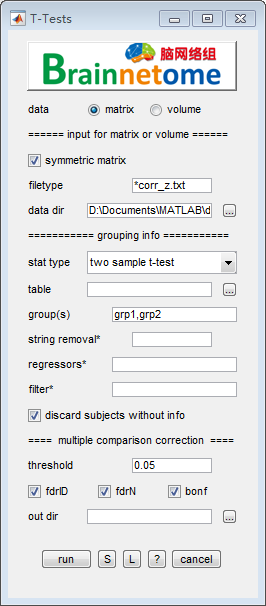 T-Tests
脑网络组
Brainnetome
data matrix volume
====== input for matrix or volume ======
symmetric matrix
filetype *corr_z.txt
data dir D:\Documents\MATLAB\d ...
=========== grouping info ===========
stat type two sample t-test
table ...
group(s) grp1,grp2
string removal*
regressors*
filter*
discard subjects without info
==== multiple comparison correction ====
threshold 0.05
fdrID fdrN bonf
out dir ...
run S L ? cancel